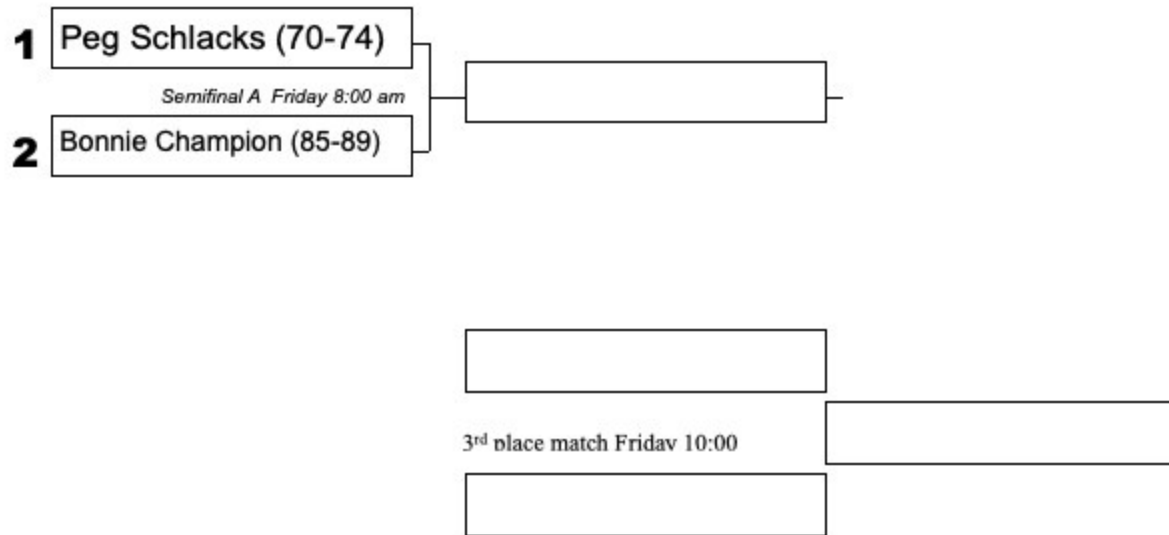 1 Peg Schlacks (70-74)
Semifinal A Friday 8:00 am
2 Bonnie Champion (85-89)
3rd place match Friday 10:00